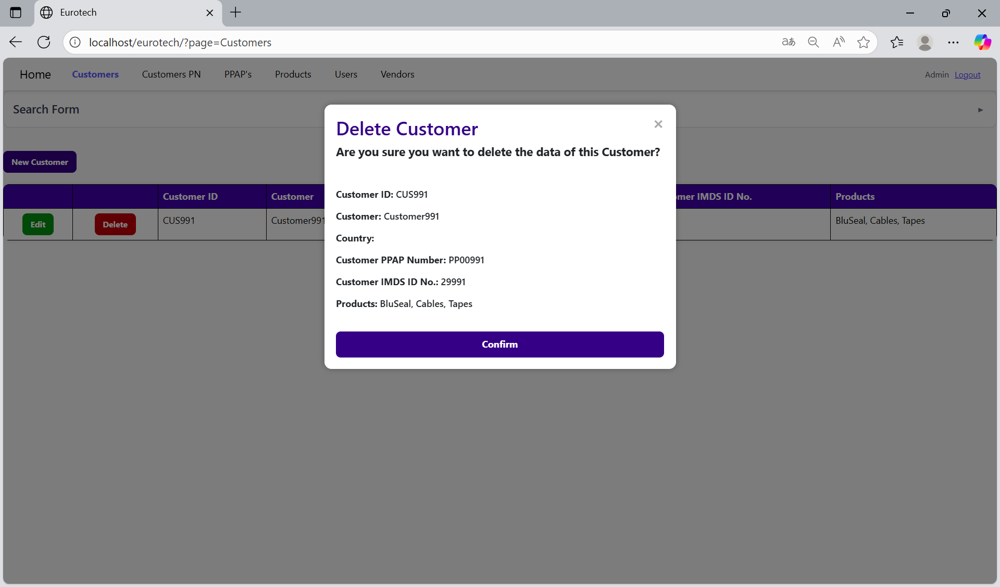 Eurotech
localhost/eurotech/?page=Customers
Home Customers Customers PN PPAP's Products Users Vendors Admin Logout
Search Form
Delete Customer
Are you sure you want to delete the data of this Customer?
New Customer
Customer ID Customer omer IMDS ID No. Products
Edit Delete CUS991 Customer991 BluSeal, Cables, Tapes
Customer ID: CUS991
Customer: Customer991
Country:
Customer PPAP Number: PP00991
Customer IMDS ID No.: 29991
Products: BluSeal, Cables, Tapes
Confirm